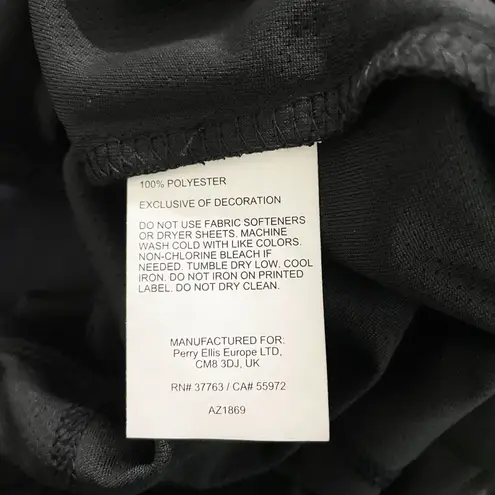 100% POLYESTER
EXCLUSIVE OF DECORATION
DO NOT USE FABRIC SOFTENERS
OR DRYER SHEETS. MACHINE
WASH COLD WITH LIKE COLORS.
NON-CHLORINE BLEACH IF
NEEDED. TUMBLE DRY LOW. COOL
IRON. DO NOT IRON ON PRINTED
LABEL. DO NOT DRY CLEAN.
MANUFACTURED FOR:
Perry Ellis Europe LTD,
CM8 3DJ, UK
RN# 37763 / CA# 55972
AZ1869